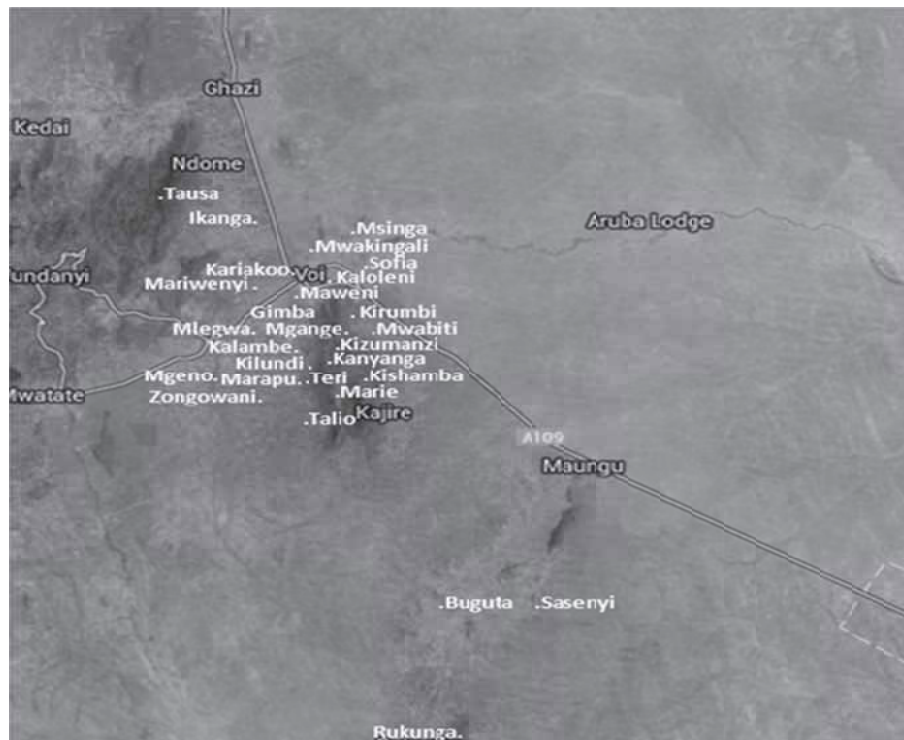 Ghazi
Kedai
Ndome
.Tausa
Ikanga.
.Msinga
Aruba Lodge
.Mwakingali
.Sofia
Kariakoo.
Voi
.Kaloleni
undanyi
Mariwenyi .
.Maweni
Gimba
.Kirumbi
Mlegwa.
Mgange.
.Mwabiti
Kalambe.
.Kizumanzi
.Kanyanga
Kilundi .
Mgeno.
Marapu.
.Teri
.Kishamba
Mwatate
Zongowani.
.Marie
.Talio
Kajire
A109
Maungu
.Buguta
.Sasenyi
Rukunga.